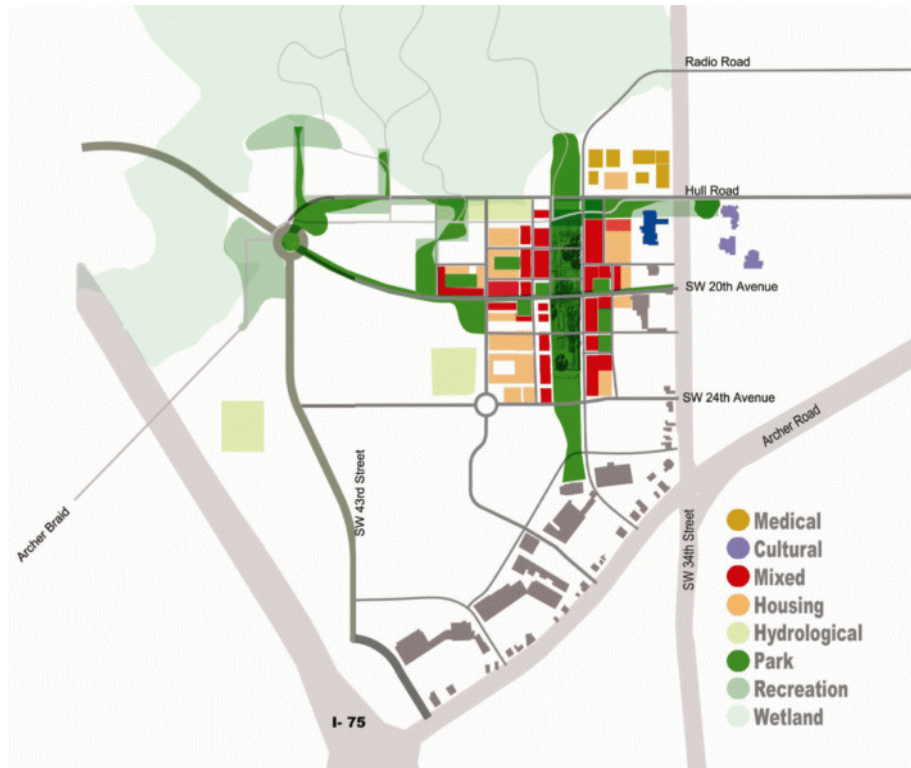 Radio Road
Hull Road
SW 20th Avenue
SW 24th Avenue
Archer Road
SW 43rd Street
SW 34th Street
Archer Braid
I- 75
Medical
Cultural
Mixed
Housing
Hydrological
Park
Recreation
Wetland